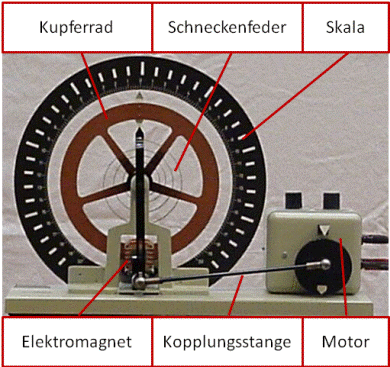 Kupferrad
Schneckenfeder
Skala
Elektromagnet
Kopplungsstange
Motor